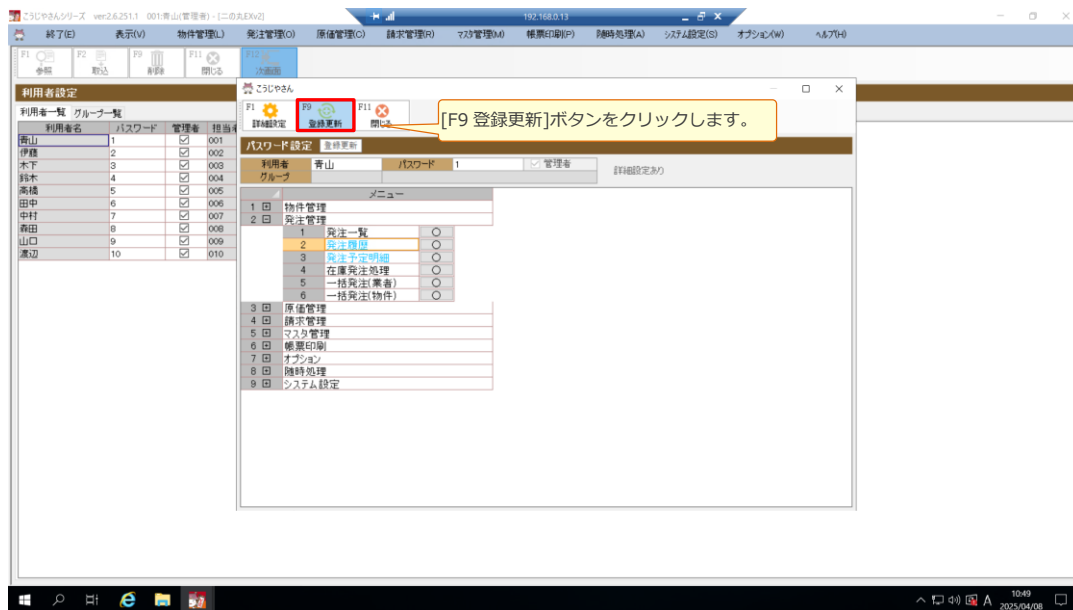 こうじやさんシリーズ ver:2.6.251.1 001:青山(管理者) - [二の丸EXv2]
192.168.0.13
終了(E) 表示(V) 物件管理(L) 発注管理(O) 原価管理(C) 請求管理(R) マスタ管理(M) 帳票印刷(P) 随時処理(A) システム設定(S) オプション(W) ヘルプ(H)
F1 F2 F9 F11 F12
参照 取込 削除 閉じる 次画面
利用者設定
利用者一覧 グループ一覧
利用者名 パスワード 管理者
青山 1 001
伊藤 2 002
木下 3 003
鈴木 4 004
高橋 5 005
田中 6 006
中村 7 007
森田 8 008
山口 9 009
渡辺 10 010
こうじやさん
F1 F9 F11
詳細設定 登録更新 閉じる
[F9 登録更新]ボタンをクリックします。
パスワード設定 登録更新
利用者 青山 パスワード 1 管理者
グループ
詳細設定あり
メニュー
1 物件管理
2 発注管理
1 発注一覧 ○
2 発注履歴 ○
3 発注予定明細 ○
4 在庫発注処理 ○
5 一括発注(業者) ○
6 一括発注(物件) ○
3 原価管理
4 請求管理
5 マスタ管理
6 帳票印刷
7 オプション
8 随時処理
9 システム設定
A
10:49
2025/04/08